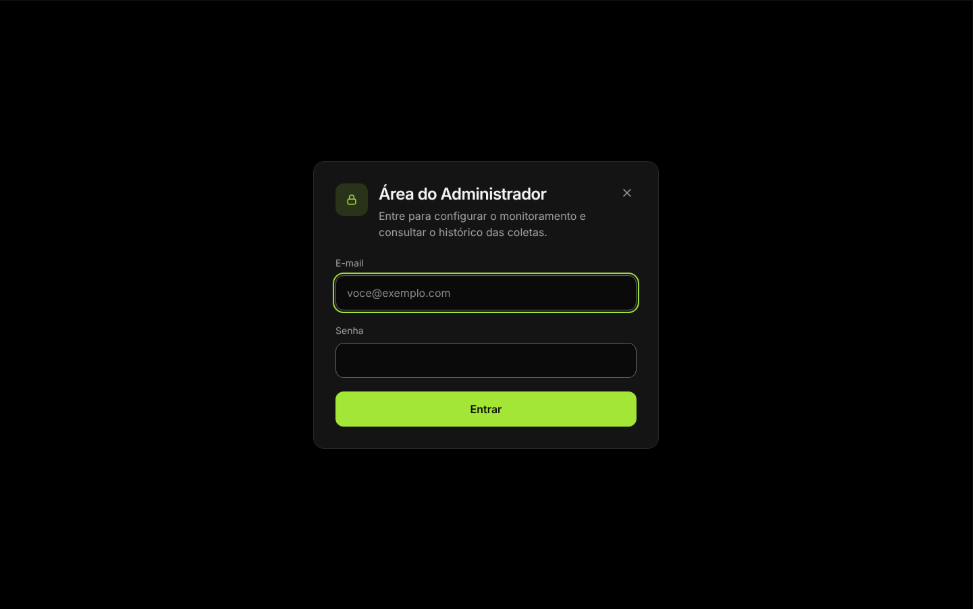 Área do Administrador
Entre para configurar o monitoramento e
consultar o histórico das coletas.
E-mail
voce@exemplo.com
Senha
Entrar